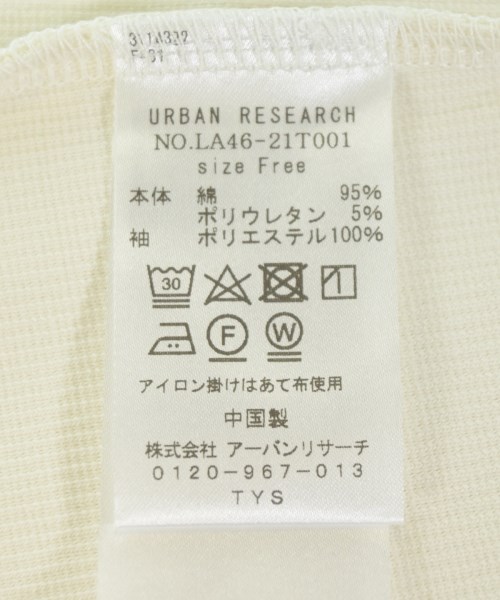 URBAN RESEARCH
NO.LA46-21T001
size Free
本体 綿 95%
ポリウレタン 5%
袖 ポリエステル100%
30
F W
アイロン掛けはあて布使用
中国製
株式会社 アーバンリサーチ
0120-967-013
TYS